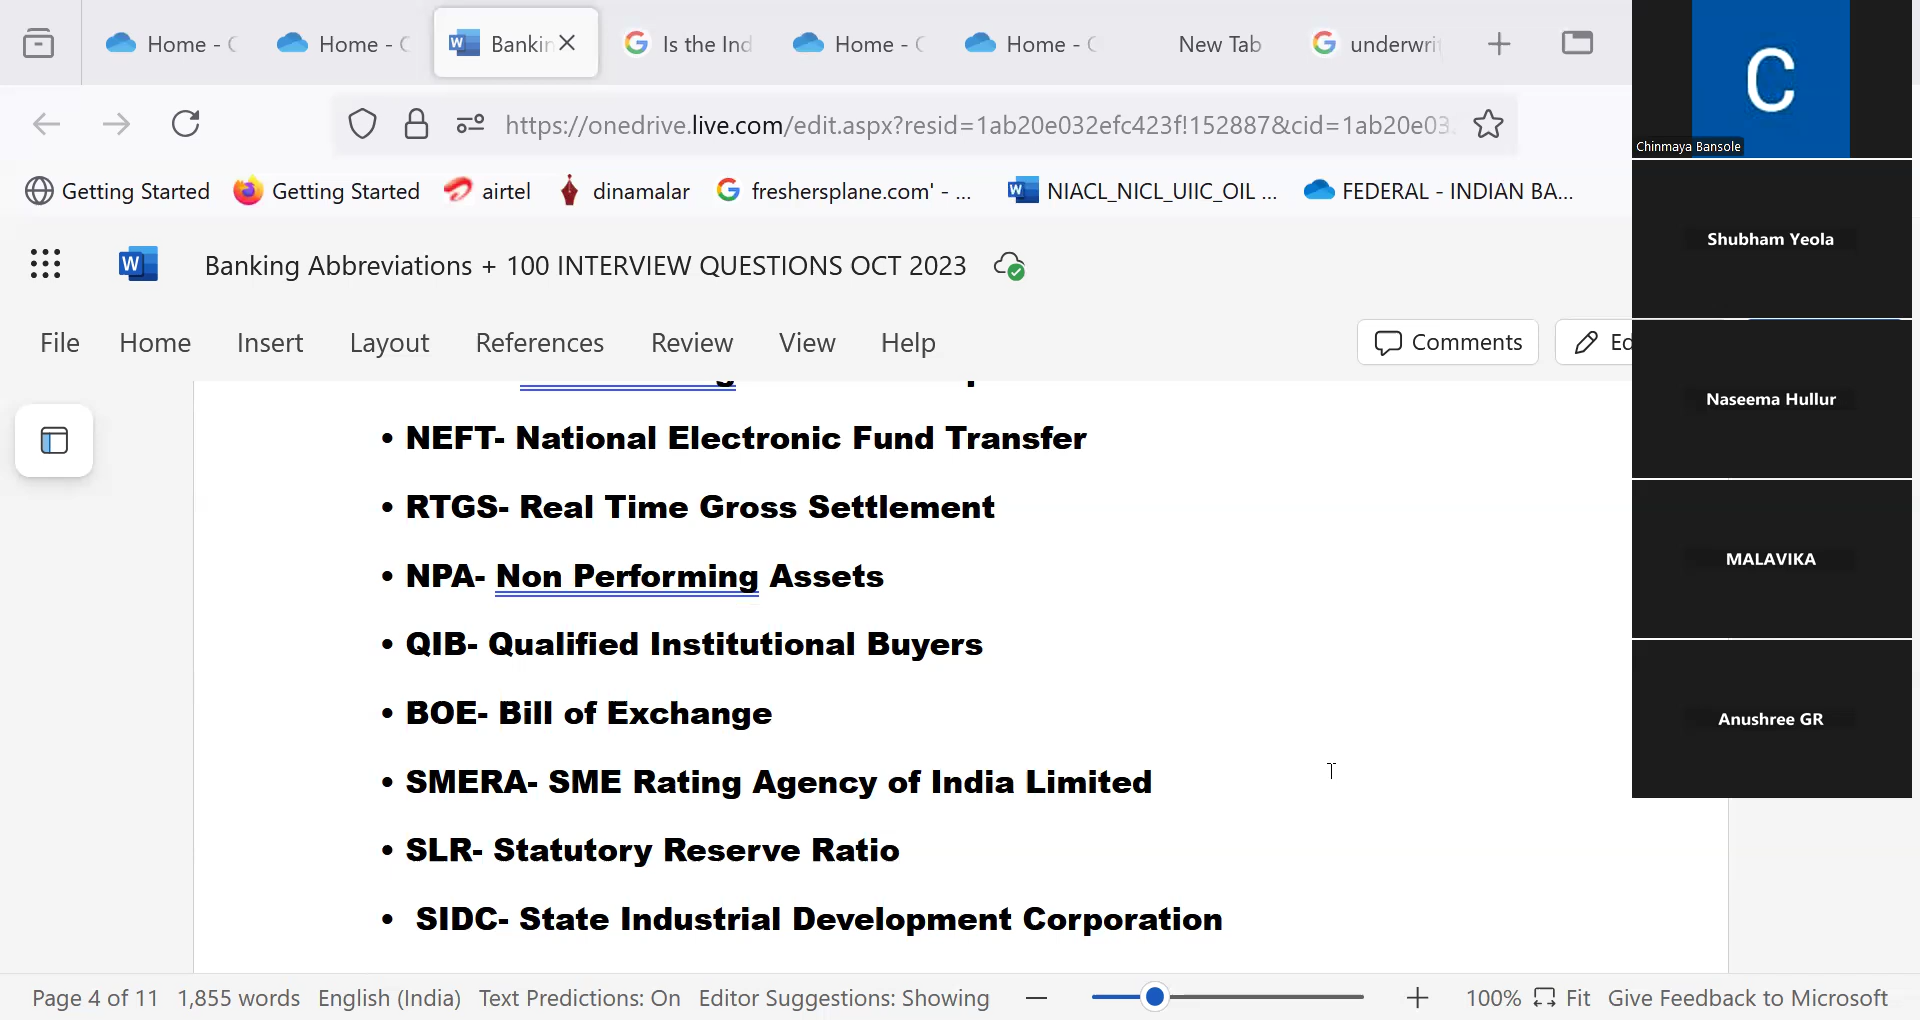 Home - C
Home - C
Bankin
Is the Ind
Home - C
Home - C
New Tab
underwri
https://onedrive.live.com/edit.aspx?resid=1ab20e032efc423f!152887&cid=1ab20e03
Getting Started
Getting Started
airtel
dinamalar
freshersplane.com' - ...
NIACL_NICL_UIIC_OIL ...
FEDERAL - INDIAN BA...
Banking Abbreviations + 100 INTERVIEW QUESTIONS OCT 2023
File Home Insert Layout References Review View Help
Comments
Ed
• NEFT- National Electronic Fund Transfer
• RTGS- Real Time Gross Settlement
• NPA- Non Performing Assets
• QIB- Qualified Institutional Buyers
• BOE- Bill of Exchange
• SMERA- SME Rating Agency of India Limited
• SLR- Statutory Reserve Ratio
• SIDC- State Industrial Development Corporation
Page 4 of 11 1,855 words English (India) Text Predictions: On Editor Suggestions: Showing
100% Fit Give Feedback to Microsoft
C
Chinmaya Bansole
Shubham Yeola
Naseema Hullur
MALAVIKA
Anushree GR